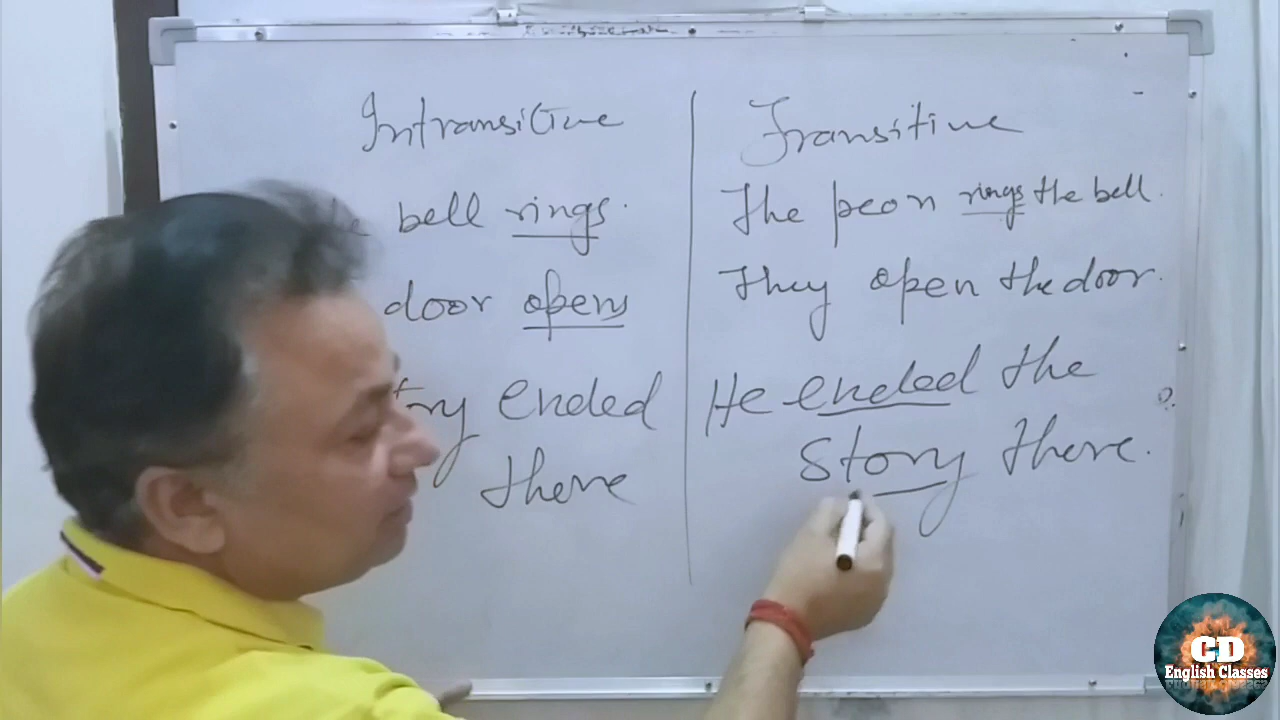 Intransitive
bell rings.
door opens
ended
there
Transitive
The peon rings the bell.
They open the door.
He ended the
story there.
CD
English Classes